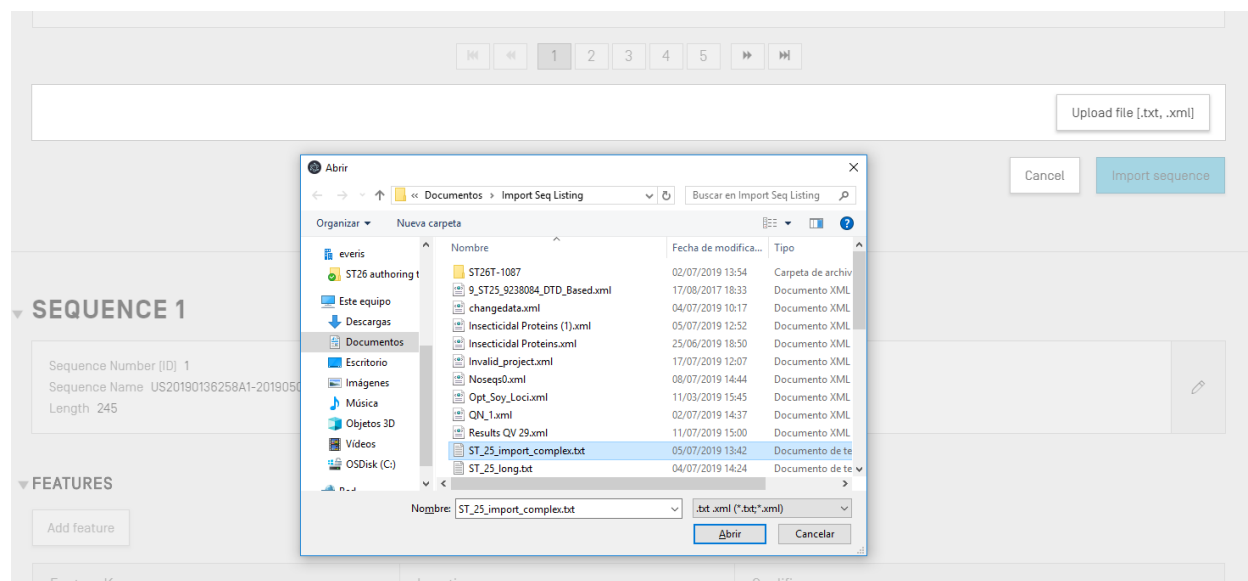 1 2 3 4 5
Upload file [.txt, .xml]
Cancel Import sequence
Abrir
« Documentos > Import Seq Listing
Buscar en Import Seq Listing
Organizar Nueva carpeta
everis
ST26 authoring t
Este equipo
Descargas
Documentos
Escritorio
Imágenes
Música
Objetos 3D
Vídeos
OSDisk (C:)
Nombre Fecha de modifica... Tipo
ST26T-1087 02/07/2019 13:54 Carpeta de archiv
9_ST25_9238084_DTD_Based.xml 17/08/2017 18:33 Documento XML
changedata.xml 04/07/2019 10:17 Documento XML
Insecticidal Proteins (1).xml 05/07/2019 12:52 Documento XML
Insecticidal Proteins.xml 25/06/2019 18:50 Documento XML
Invalid_project.xml 17/07/2019 12:07 Documento XML
Noseqs0.xml 08/07/2019 14:44 Documento XML
Opt_Soy_Loci.xml 11/03/2019 15:45 Documento XML
QN_1.xml 02/07/2019 14:37 Documento XML
Results QV 29.xml 11/07/2019 15:00 Documento XML
ST_25_import_complex.txt 05/07/2019 13:42 Documento de te
ST_25_long.txt 04/07/2019 14:24 Documento de te
Nombre: ST_25_import_complex.txt .txt .xml (*.txt;*.xml)
Abrir Cancelar
SEQUENCE 1
Sequence Number [ID] 1
Sequence Name US20190136258A1-2019050
Length 245
FEATURES
Add feature